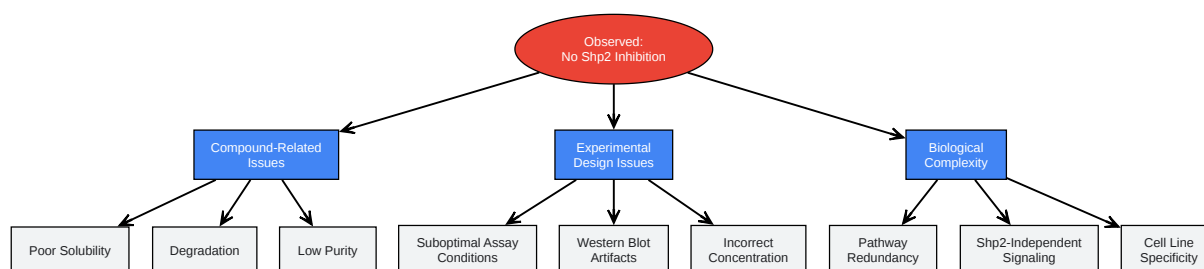 Observed:
No Shp2 Inhibition
Compound-Related
Issues
Experimental
Design Issues
Biological
Complexity
Poor Solubility
Degradation
Low Purity
Suboptimal Assay
Conditions
Western Blot
Artifacts
Incorrect
Concentration
Pathway
Redundancy
Shp2-Independent
Signaling
Cell Line
Specificity